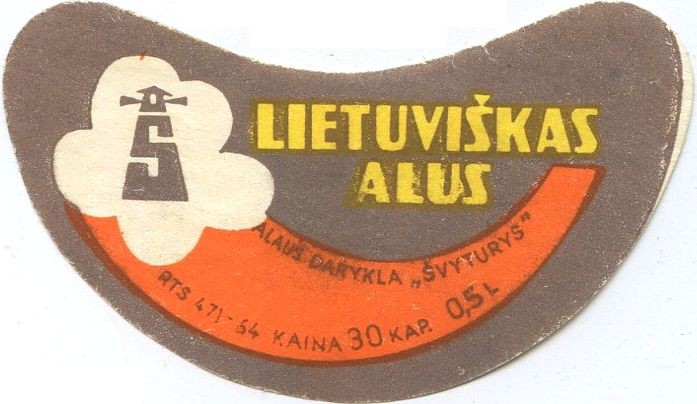 Š
LIETUVIŠKAS
ALUS
ALAUS DARYKLA „ŠVYTURYS"
RTS 471-64 KAINA 30 KAP. 0,5 L